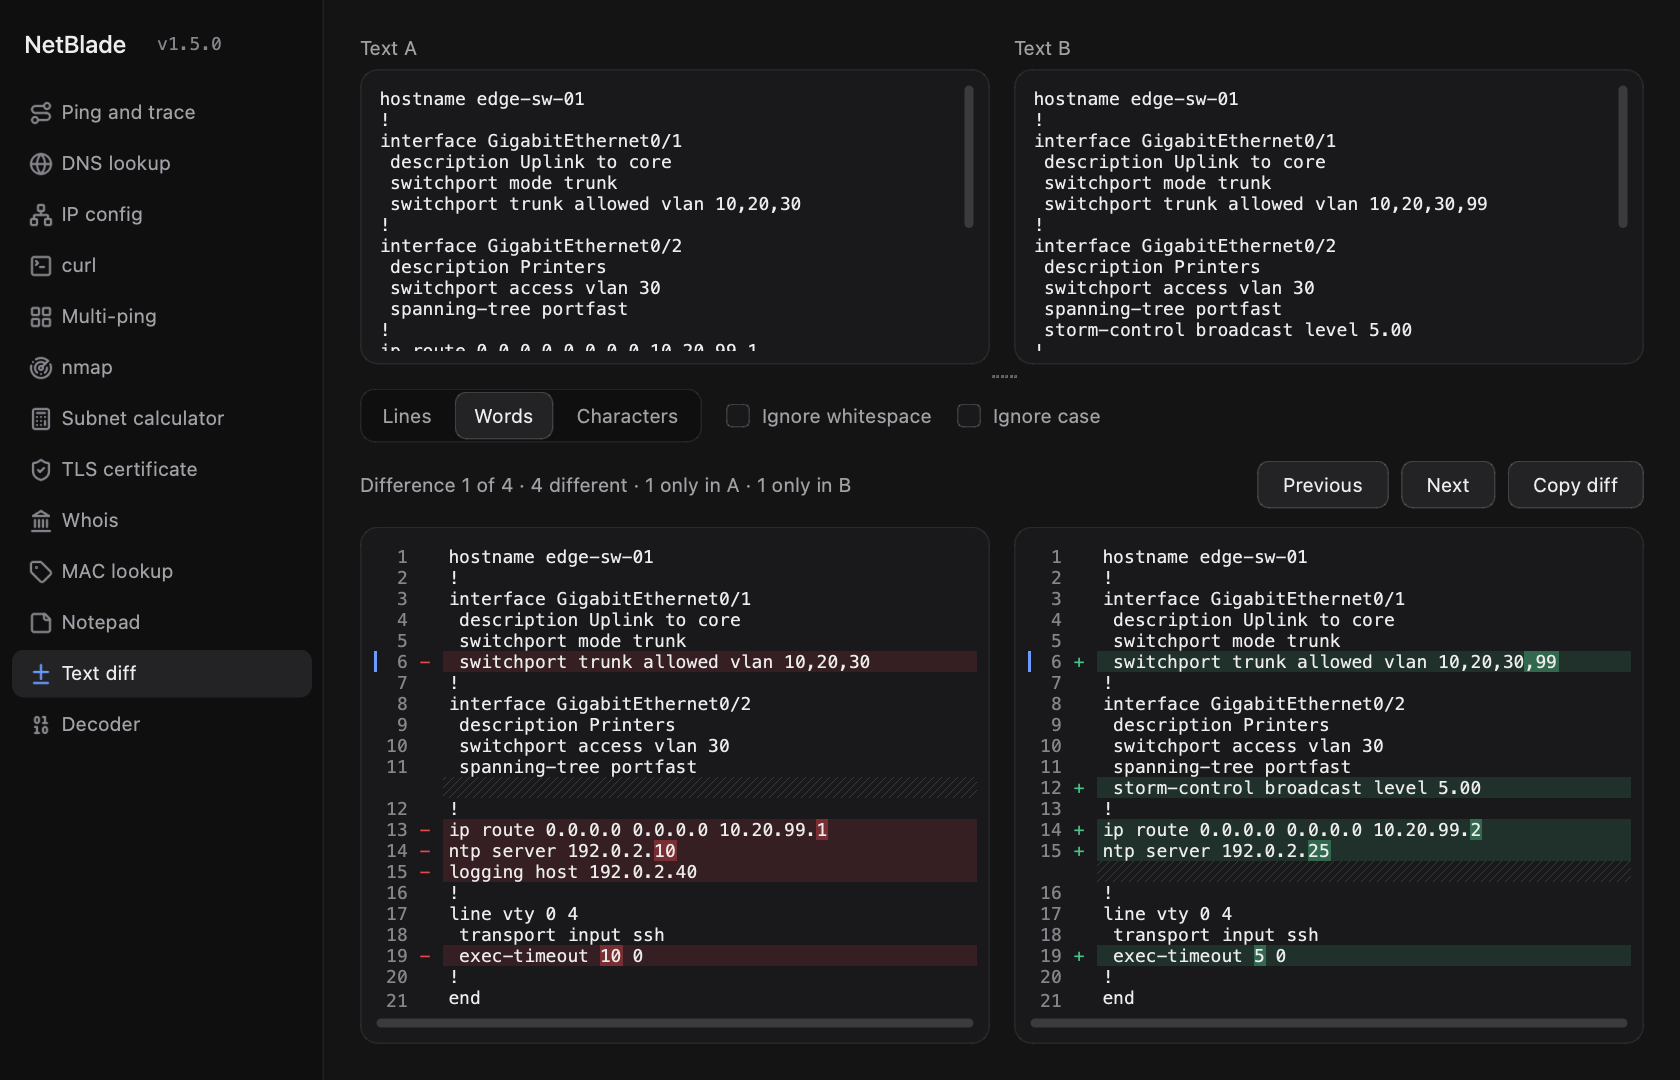 NetBlade v1.5.0
Ping and trace
DNS lookup
IP config
curl
Multi-ping
nmap
Subnet calculator
TLS certificate
Whois
MAC lookup
Notepad
Text diff
Decoder
Text A
hostname edge-sw-01
!
interface GigabitEthernet0/1
 description Uplink to core
 switchport mode trunk
 switchport trunk allowed vlan 10,20,30
!
interface GigabitEthernet0/2
 description Printers
 switchport access vlan 30
 spanning-tree portfast
!
ip route 0.0.0.0 0.0.0.0 10.20.99.1
Text B
hostname edge-sw-01
!
interface GigabitEthernet0/1
 description Uplink to core
 switchport mode trunk
 switchport trunk allowed vlan 10,20,30,99
!
interface GigabitEthernet0/2
 description Printers
 switchport access vlan 30
 spanning-tree portfast
 storm-control broadcast level 5.00
!
Lines Words Characters Ignore whitespace Ignore case
Difference 1 of 4 · 4 different · 1 only in A · 1 only in B
Previous Next Copy diff
1 hostname edge-sw-01
2 !
3 interface GigabitEthernet0/1
4  description Uplink to core
5  switchport mode trunk
6 −  switchport trunk allowed vlan 10,20,30
7 !
8 interface GigabitEthernet0/2
9  description Printers
10  switchport access vlan 30
11  spanning-tree portfast
12 !
13 − ip route 0.0.0.0 0.0.0.0 10.20.99.1
14 − ntp server 192.0.2.10
15 − logging host 192.0.2.40
16 !
17 line vty 0 4
18  transport input ssh
19 −  exec-timeout 10 0
20 !
21 end
1 hostname edge-sw-01
2 !
3 interface GigabitEthernet0/1
4  description Uplink to core
5  switchport mode trunk
6 +  switchport trunk allowed vlan 10,20,30,99
7 !
8 interface GigabitEthernet0/2
9  description Printers
10  switchport access vlan 30
11  spanning-tree portfast
12 +  storm-control broadcast level 5.00
13 !
14 + ip route 0.0.0.0 0.0.0.0 10.20.99.2
15 + ntp server 192.0.2.25
16 !
17 line vty 0 4
18  transport input ssh
19 +  exec-timeout 5 0
20 !
21 end